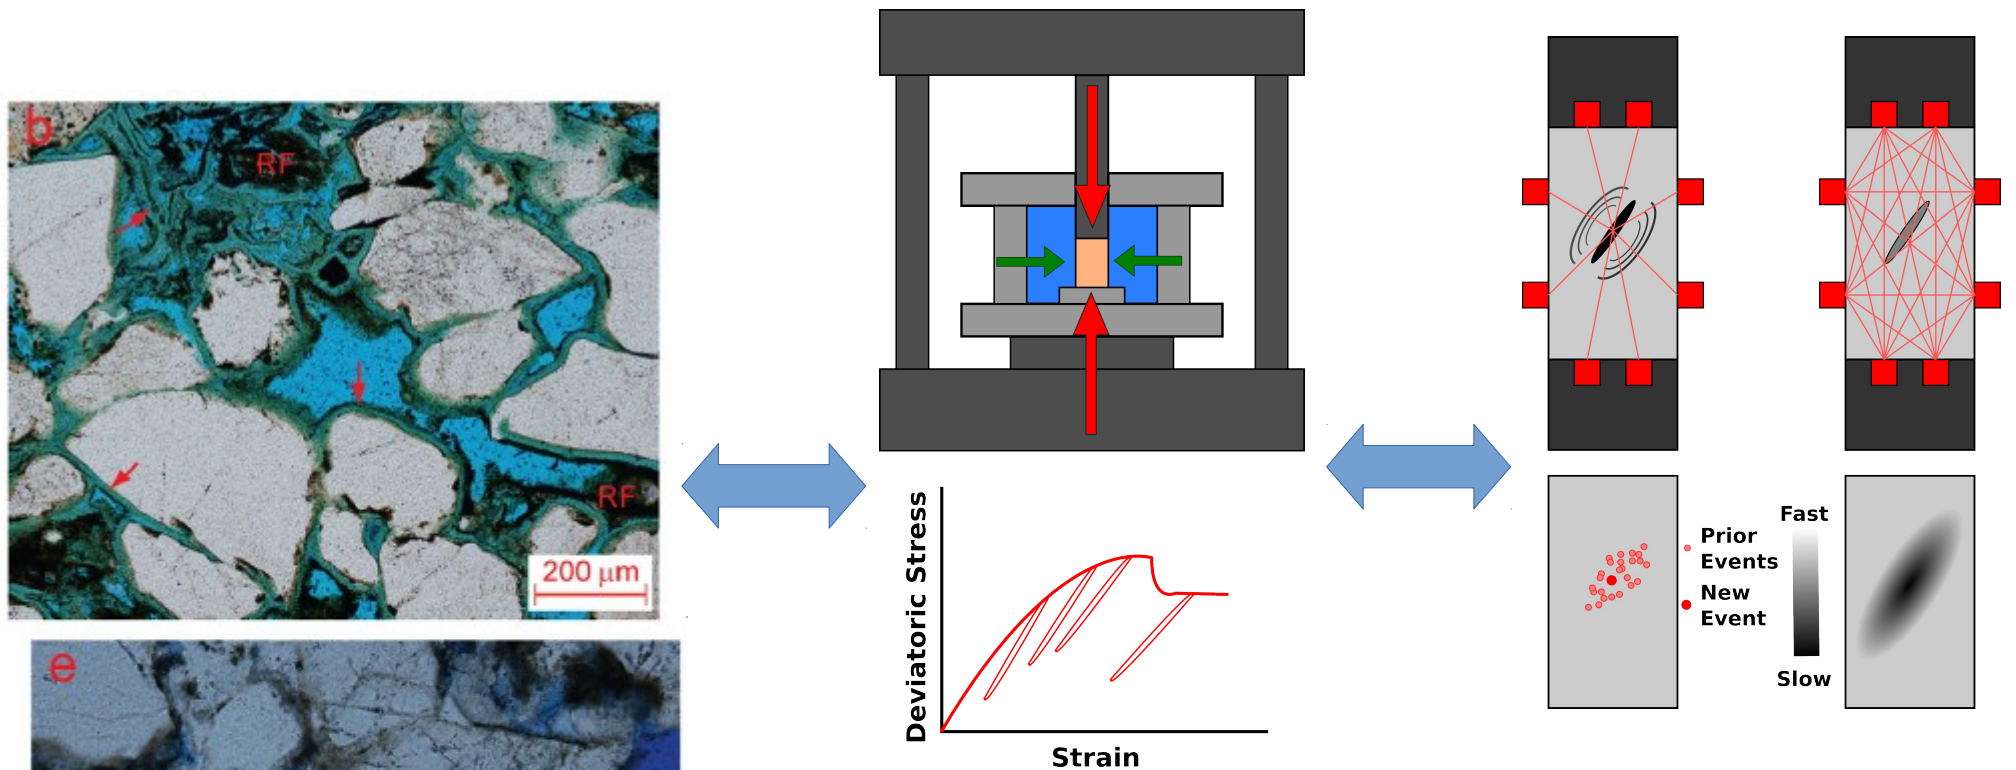 b
RF
RF
200 μm
e
Deviatoric Stress
Strain
Prior
Events
New
Event
Fast
Slow